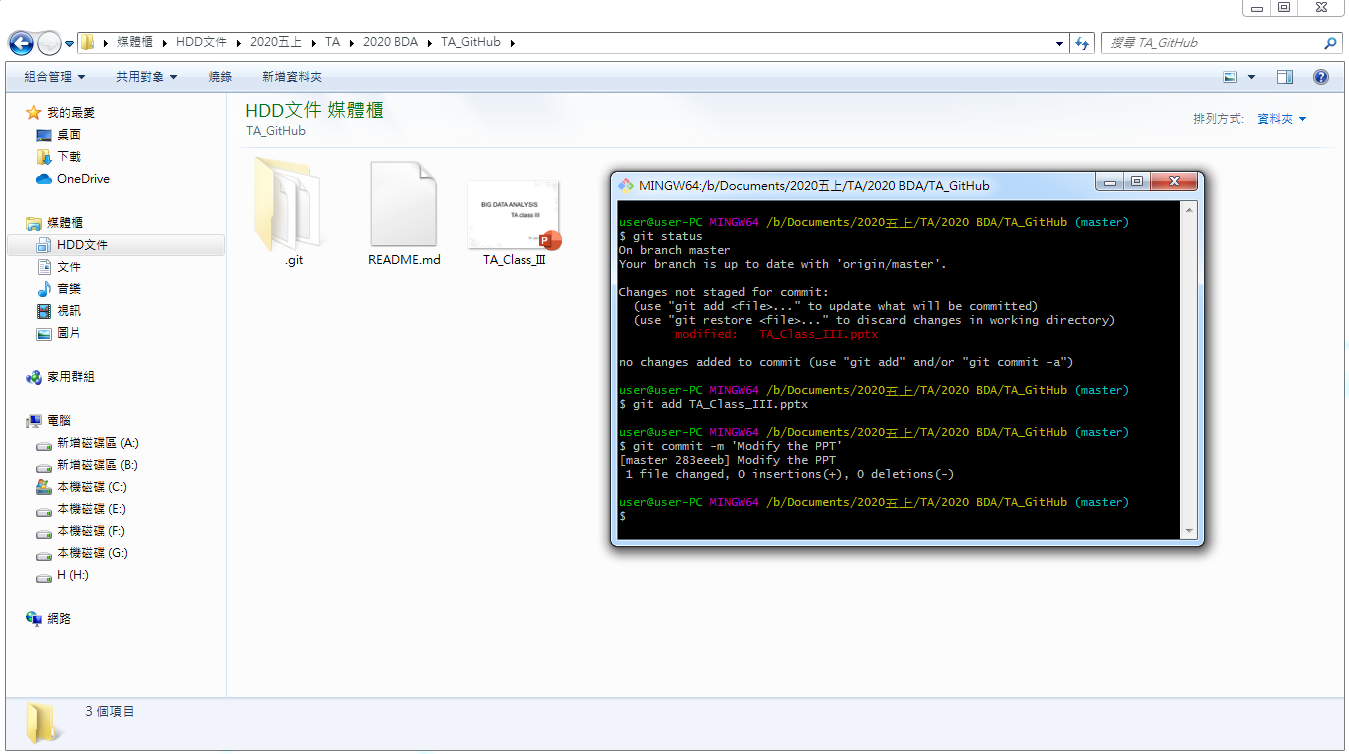 媒體櫃 HDD文件 2020五上 TA 2020 BDA TA_GitHub
搜尋 TA_GitHub
組合管理 共用對象 燒錄 新增資料夾
我的最愛
桌面
下載
OneDrive
媒體櫃
HDD文件
文件
音樂
視訊
圖片
家用群組
電腦
新增磁碟區 (A:)
新增磁碟區 (B:)
本機磁碟 (C:)
本機磁碟 (E:)
本機磁碟 (F:)
本機磁碟 (G:)
H (H:)
網路
HDD文件 媒體櫃
TA_GitHub
排列方式: 資料夾
.git
README.md
BIG DATA ANALYSIS
TA class III
TA_Class_III
MINGW64:/b/Documents/2020五上/TA/2020 BDA/TA_GitHub
user@user-PC MINGW64 /b/Documents/2020五上/TA/2020 BDA/TA_GitHub (master)
$ git status
On branch master
Your branch is up to date with 'origin/master'.
Changes not staged for commit:
(use "git add <file>..." to update what will be committed)
(use "git restore <file>..." to discard changes in working directory)
modified: TA_Class_III.pptx
no changes added to commit (use "git add" and/or "git commit -a")
user@user-PC MINGW64 /b/Documents/2020五上/TA/2020 BDA/TA_GitHub (master)
$ git add TA_Class_III.pptx
user@user-PC MINGW64 /b/Documents/2020五上/TA/2020 BDA/TA_GitHub (master)
$ git commit -m 'Modify the PPT'
[master 283eeeb] Modify the PPT
1 file changed, 0 insertions(+), 0 deletions(-)
user@user-PC MINGW64 /b/Documents/2020五上/TA/2020 BDA/TA_GitHub (master)
$
3 個項目